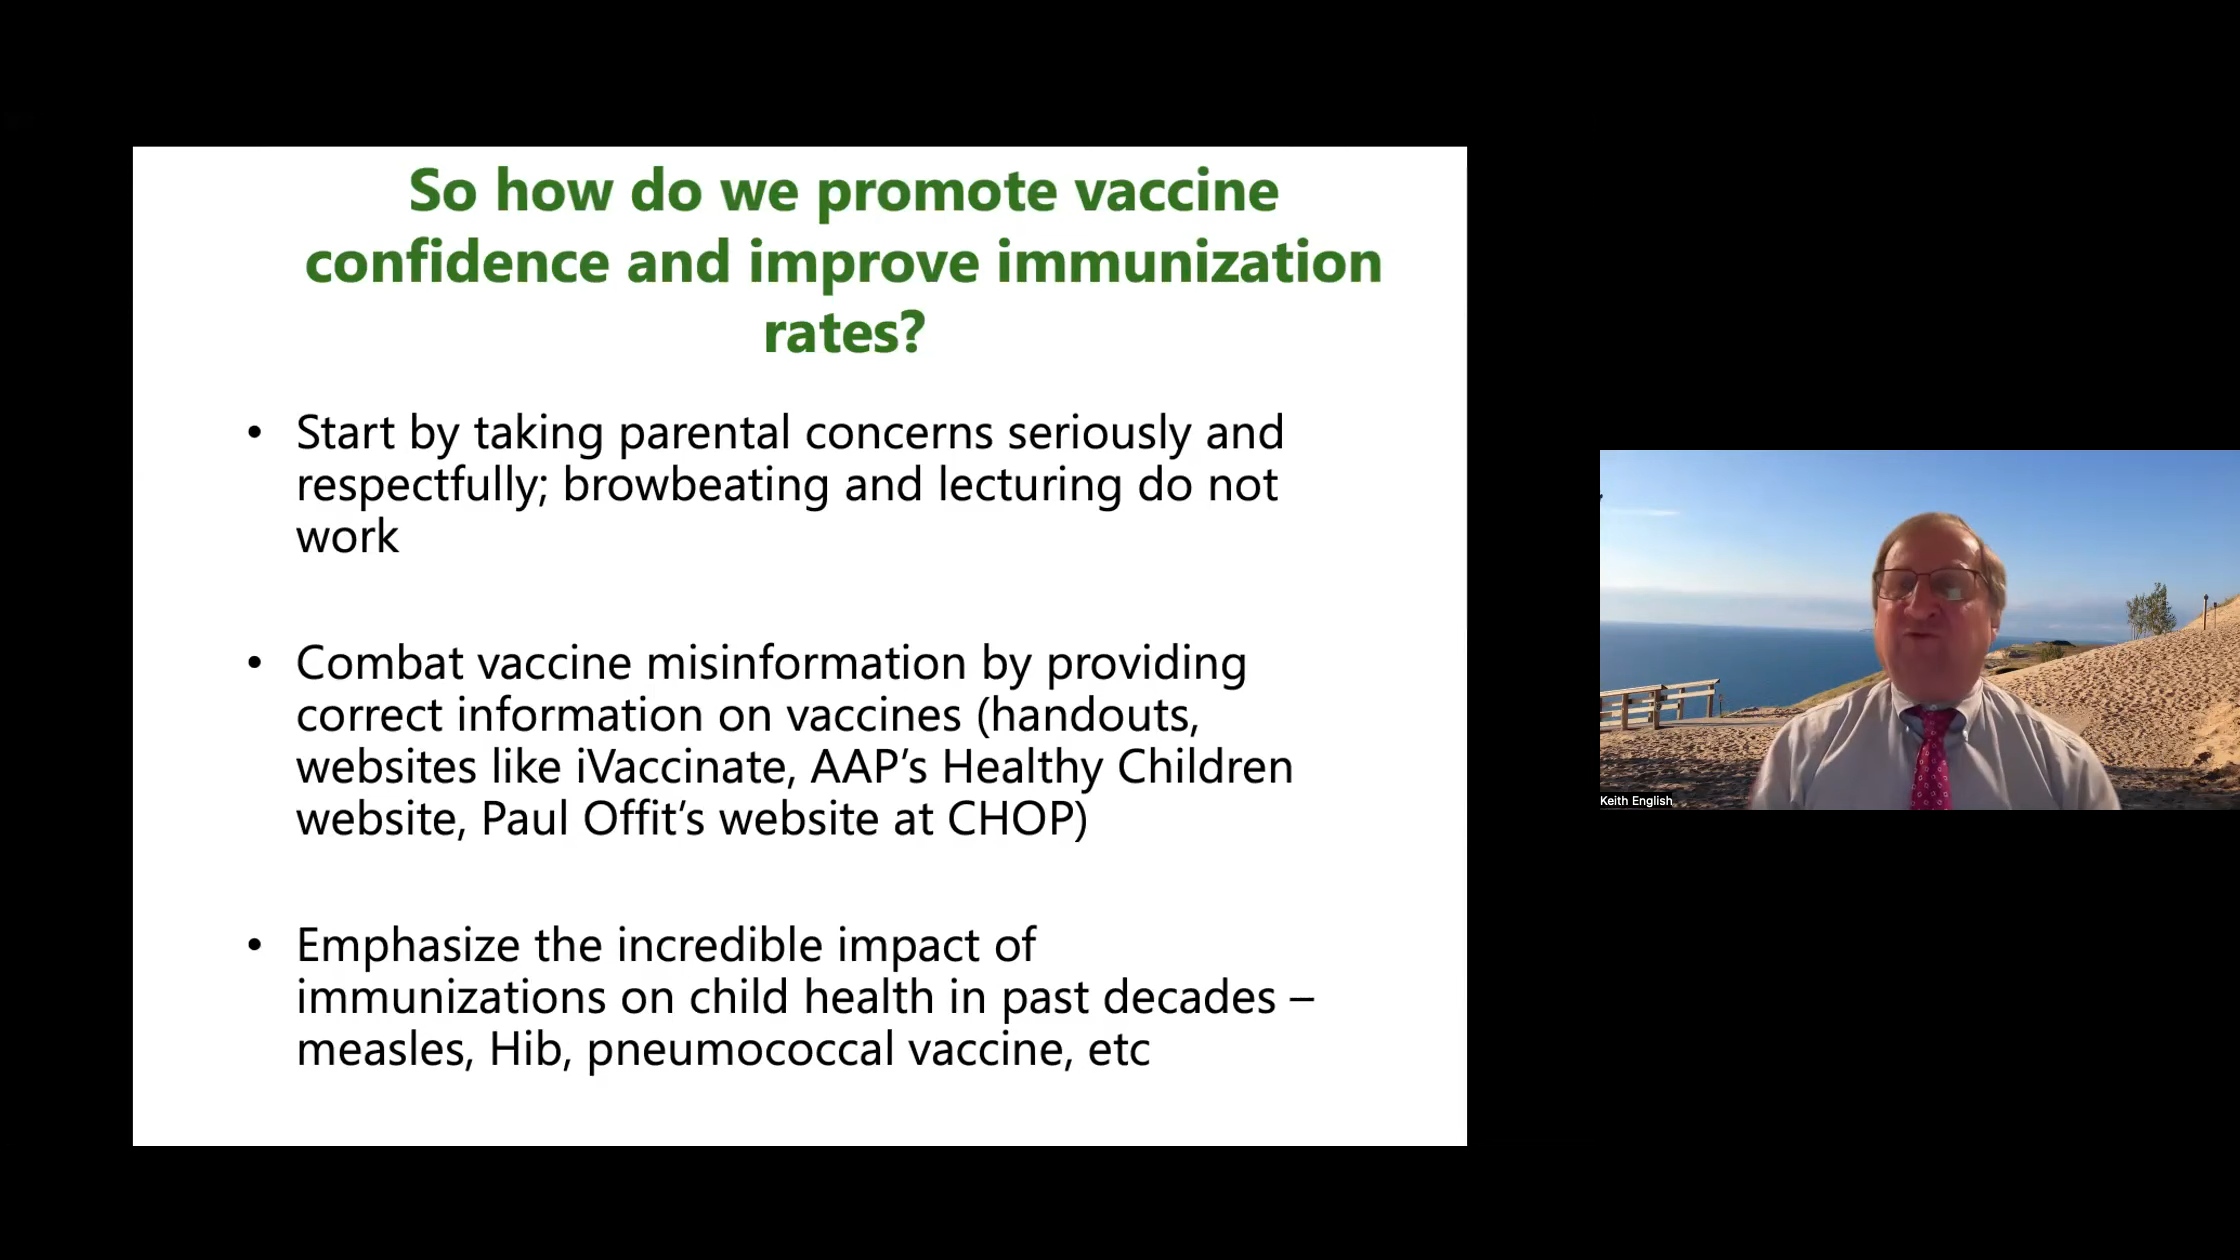 So how do we promote vaccine
confidence and improve immunization
rates?
• Start by taking parental concerns seriously and
respectfully; browbeating and lecturing do not
work
• Combat vaccine misinformation by providing
correct information on vaccines (handouts,
websites like iVaccinate, AAP’s Healthy Children
website, Paul Offit’s website at CHOP)
• Emphasize the incredible impact of
immunizations on child health in past decades –
measles, Hib, pneumococcal vaccine, etc
Keith English